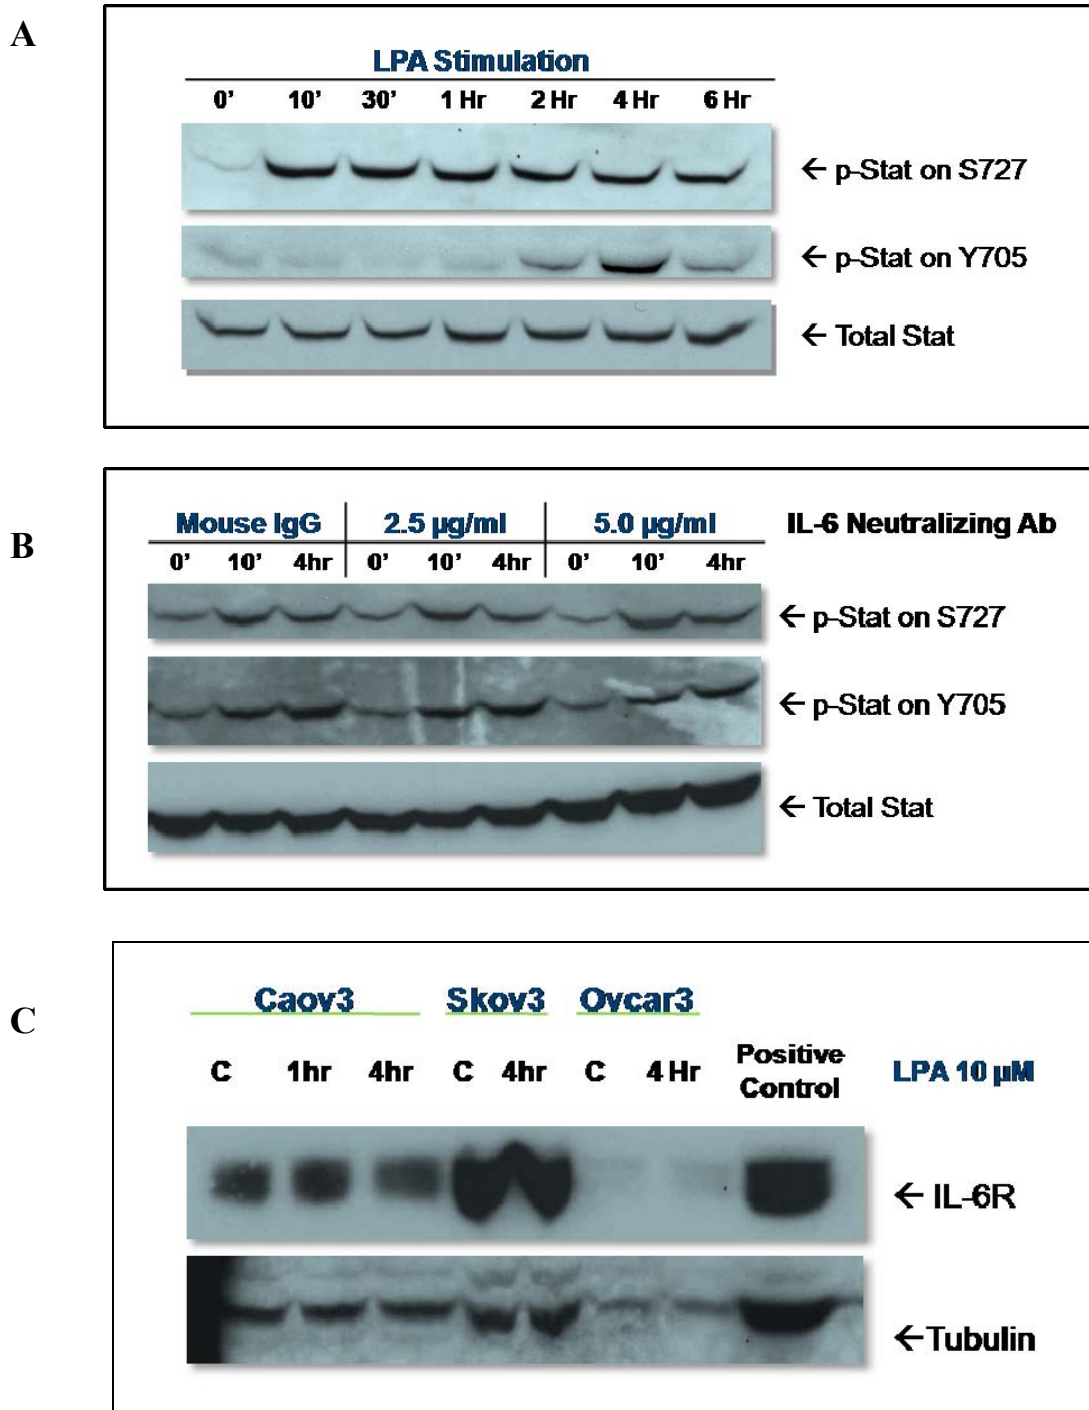 A
LPA Stimulation
0’ 10’ 30’ 1 Hr 2 Hr 4 Hr 6 Hr
← p-Stat on S727
← p-Stat on Y705
← Total Stat
B
Mouse IgG 2.5 µg/ml 5.0 µg/ml IL-6 Neutralizing Ab
0’ 10’ 4hr 0’ 10’ 4hr 0’ 10’ 4hr
← p-Stat on S727
← p-Stat on Y705
← Total Stat
C
Caov3 Skov3 Ovcar3
C 1hr 4hr C 4hr C 4 Hr Positive Control LPA 10 µM
← IL-6R
←Tubulin